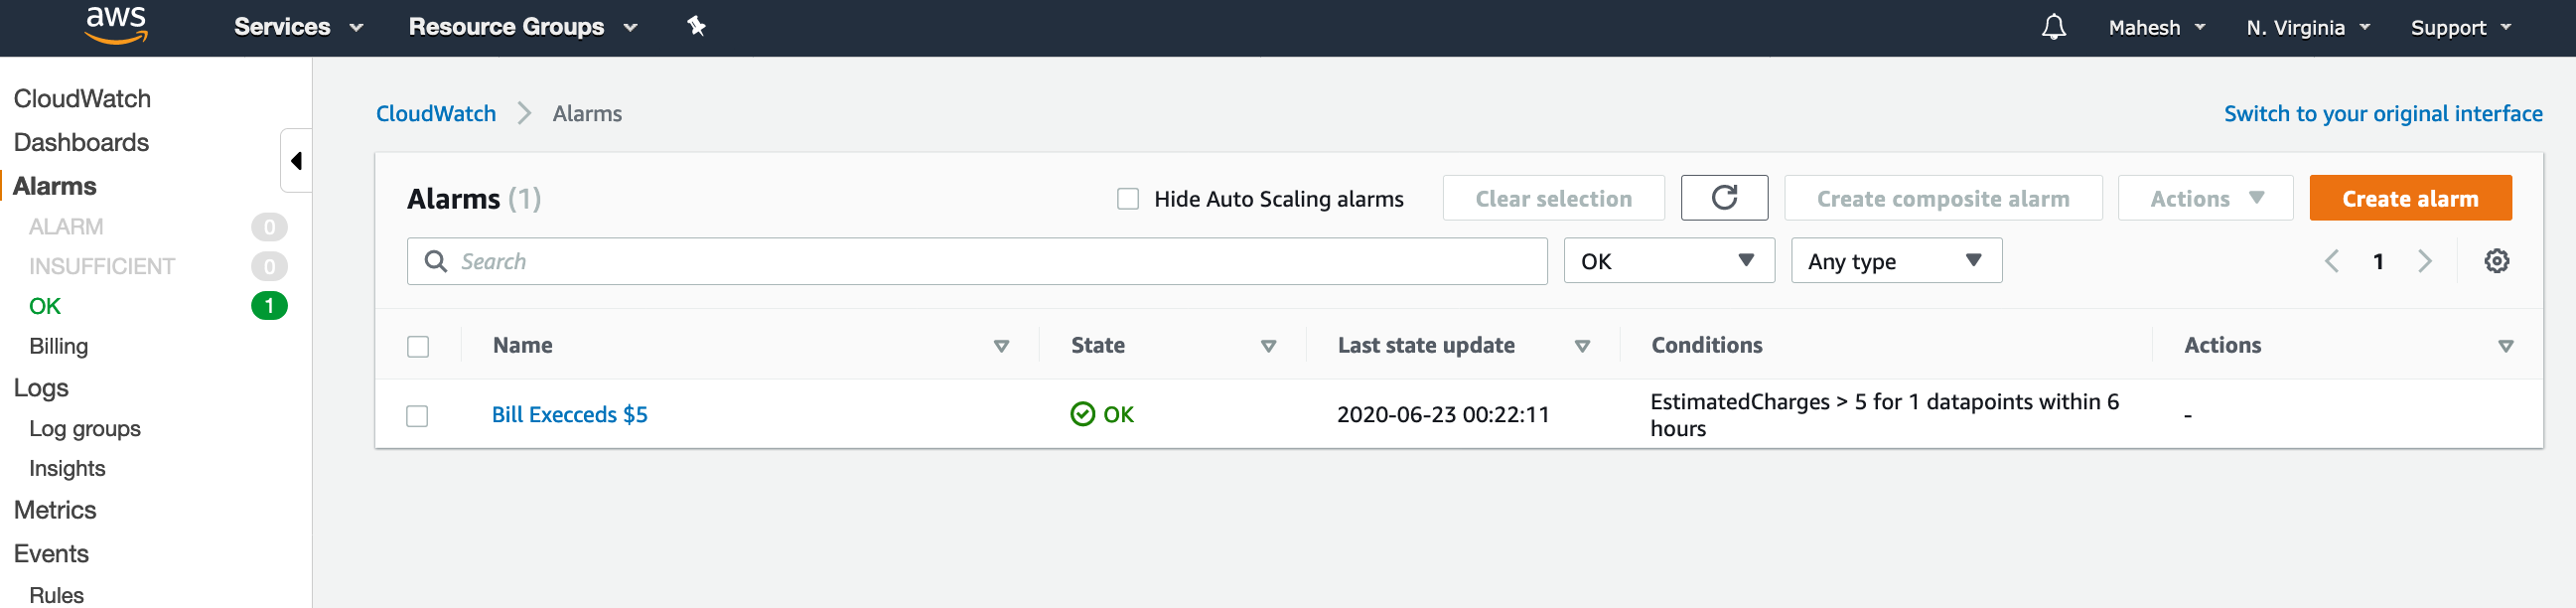 aws
Services
Resource Groups
Mahesh
N. Virginia
Support
CloudWatch
Dashboards
Alarms
ALARM 0
INSUFFICIENT 0
OK 1
Billing
Logs
Log groups
Insights
Metrics
Events
Rules
CloudWatch
Alarms
Switch to your original interface
Alarms (1)
Hide Auto Scaling alarms
Clear selection
Create composite alarm
Actions
Create alarm
Search
OK
Any type
1
Name
State
Last state update
Conditions
Actions
Bill Execceds $5
OK
2020-06-23 00:22:11
EstimatedCharges > 5 for 1 datapoints within 6
hours
-